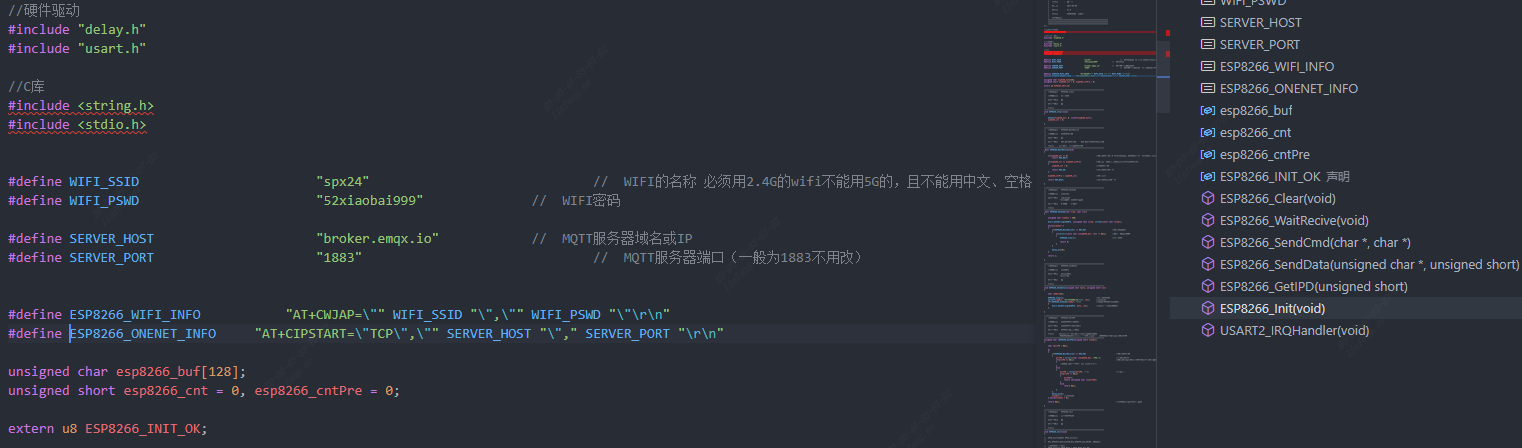 //硬件驱动
#include "delay.h"
#include "usart.h"
//C库
#include <string.h>
#include <stdio.h>
#define WIFI_SSID "spx24" // WIFI的名称 必须用2.4G的wifi不能用5G的，且不能用中文、空格
#define WIFI_PSWD "52xiaobai999" // WIFI密码
#define SERVER_HOST "broker.emqx.io" // MQTT服务器域名或IP
#define SERVER_PORT "1883" // MQTT服务器端口（一般为1883不用改）
#define ESP8266_WIFI_INFO "AT+CWJAP=\"" WIFI_SSID "\",\"" WIFI_PSWD "\"\r\n"
#define ESP8266_ONENET_INFO "AT+CIPSTART=\"TCP\",\"" SERVER_HOST "\"," SERVER_PORT "\r\n"
unsigned char esp8266_buf[128];
unsigned short esp8266_cnt = 0, esp8266_cntPre = 0;
extern u8 ESP8266_INIT_OK;
WIFI_PSWD
SERVER_HOST
SERVER_PORT
ESP8266_WIFI_INFO
ESP8266_ONENET_INFO
esp8266_buf
esp8266_cnt
esp8266_cntPre
ESP8266_INIT_OK 声明
ESP8266_Clear(void)
ESP8266_WaitRecive(void)
ESP8266_SendCmd(char *, char *)
ESP8266_SendData(unsigned char *, unsigned short)
ESP8266_GetIPD(unsigned short)
ESP8266_Init(void)
USART2_IRQHandler(void)